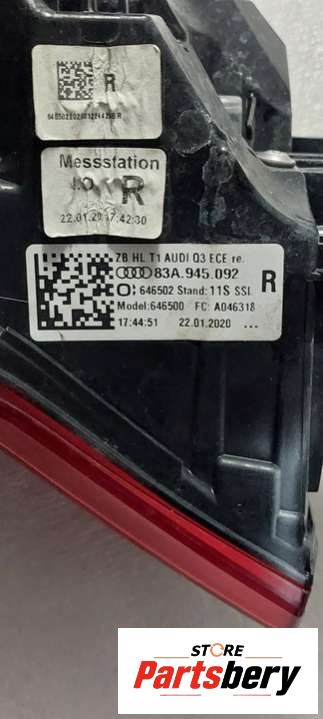 R
Messstation
I.O. R
22.01.20 17:42:30
ZB HL T1 AUDI Q3 ECE re.
83A.945.092 R
646502 Stand: 11S SSL
Model:646500 FC: A046318
17:44:51 22.01.2020 ...
STORE
Partsbery